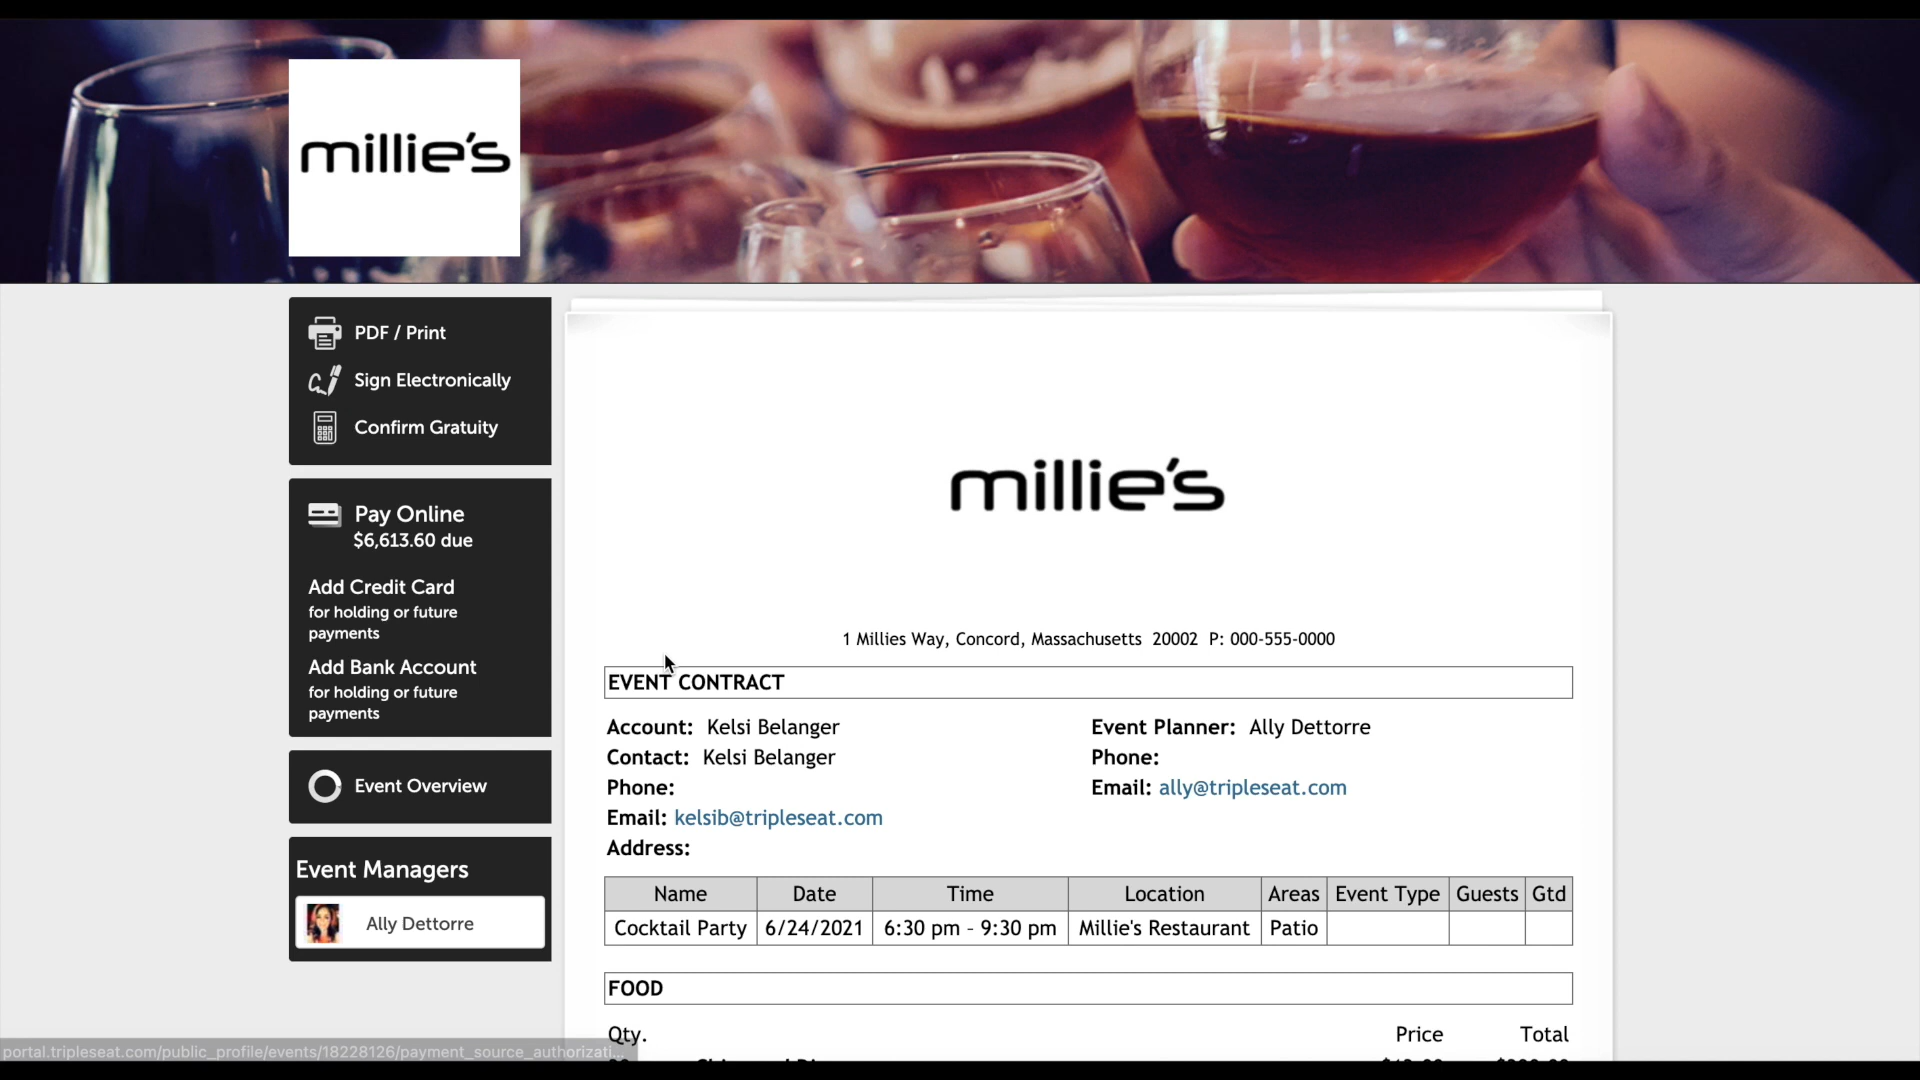 millie's
PDF / Print
Sign Electronically
Confirm Gratuity
Pay Online
$6,613.60 due
Add Credit Card
for holding or future
payments
Add Bank Account
for holding or future
payments
Event Overview
Event Managers
Ally Dettorre
millie's
1 Millies Way, Concord, Massachusetts 20002 P: 000-555-0000
EVENT CONTRACT
Account: Kelsi Belanger
Contact: Kelsi Belanger
Phone:
Email: kelsib@tripleseat.com
Address:
Event Planner: Ally Dettorre
Phone:
Email: ally@tripleseat.com
Name Date Time Location Areas Event Type Guests Gtd
Cocktail Party 6/24/2021 6:30 pm - 9:30 pm Millie's Restaurant Patio
FOOD
Qty. Price Total
portal.tripleseat.com/public_profile/events/18228126/payment_source_authorizati...